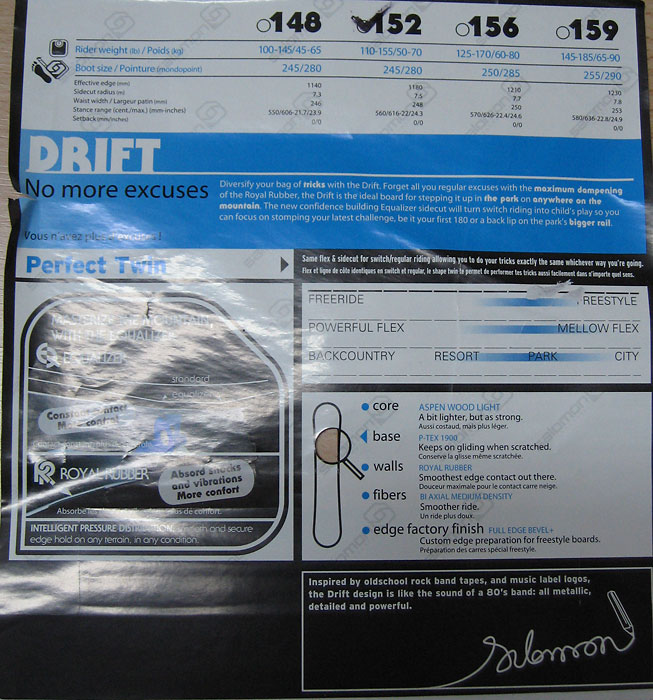 148 152 156 159
Rider weight (lb) / Poids (kg) 100-145/45-65 110-155/50-70 125-170/60-80 145-185/65-90
Boot size / Pointure (mondopoint) 245/280 245/280 250/285 255/290
Effective edge (mm) 1140 1180 1210 1230
Sidecut radius (m) 7.3 7.5 7.7 7.8
Waist width / Largeur patin (mm) 246 248 250 253
Stance range (cent./max.) (mm-inches) 550/606-21.7/23.9 560/616-22/24.3 570/626-22.4/24.6 580/636-22.8/24.9
Setback (mm/inches) 0/0 0/0 0/0 0/0
DRIFT
No more excuses
Vous n'avez plus d'excuses !
Diversify your bag of tricks with the Drift. Forget all you regular excuses with the maximum dampening
of the Royal Rubber, the Drift is the ideal board for stepping it up in the park on anywhere on the
mountain. The new confidence building Equalizer sidecut will turn switch riding into child's play so you
can focus on stomping your latest challenge, be it your first 180 or a back lip on the park's bigger rail.
Perfect Twin
Same flex & sidecut for switch/regular riding allowing you to do your tricks exactly the same whichever way you're going.
Flex et ligne de côte identiques en switch et regular, le shape twin te permet de performer tes tricks aussi facilement dans n'importe quel sens.
FREERIDE FREESTYLE
POWERFUL FLEX MELLOW FLEX
BACKCOUNTRY RESORT PARK CITY
WITH THE EQUALIZER
EQUALIZER
standard
equalizer
Constant contact
More control
ROYAL RUBBER
Absord shocks
and vibrations
More comfort
INTELLIGENT PRESSURE DISTRIBUTION, uniform and secure
edge hold on any terrain, in any condition.
core ASPEN WOOD LIGHT
A bit lighter, but as strong.
Aussi costaud, mais plus léger.
base P-TEX 1900
Keeps on gliding when scratched.
Conserve la glisse même scratchée.
walls ROYAL RUBBER
Smoothest edge contact out there.
Douceur maximale pour le contact carre neige.
fibers BI AXIAL MEDIUM DENSITY
Smoother ride.
Un ride plus doux
edge factory finish FULL EDGE BEVEL+
Custom edge preparation for freestyle boards.
Préparation des carres spécial freestyle.
Inspired by oldschool rock band tapes, and music label logos,
the Drift design is like the sound of a 80's band: all metallic,
detailed and powerful.
salomon